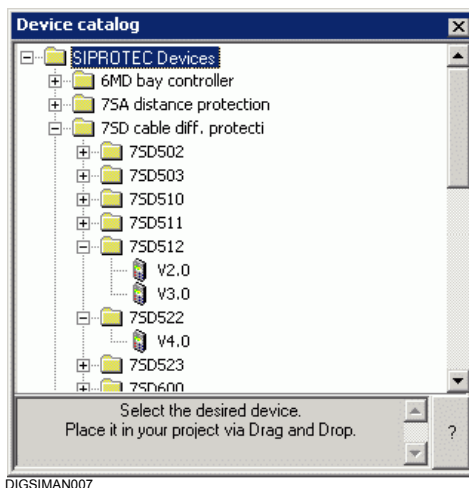 Device catalog
SIPROTEC Devices
6MD bay controller
7SA distance protection
7SD cable diff. protecti
7SD502
7SD503
7SD510
7SD511
7SD512
V2.0
V3.0
7SD522
V4.0
7SD523
7SD600
Select the desired device.
Place it in your project via Drag and Drop.
?
DIGSIMAN007